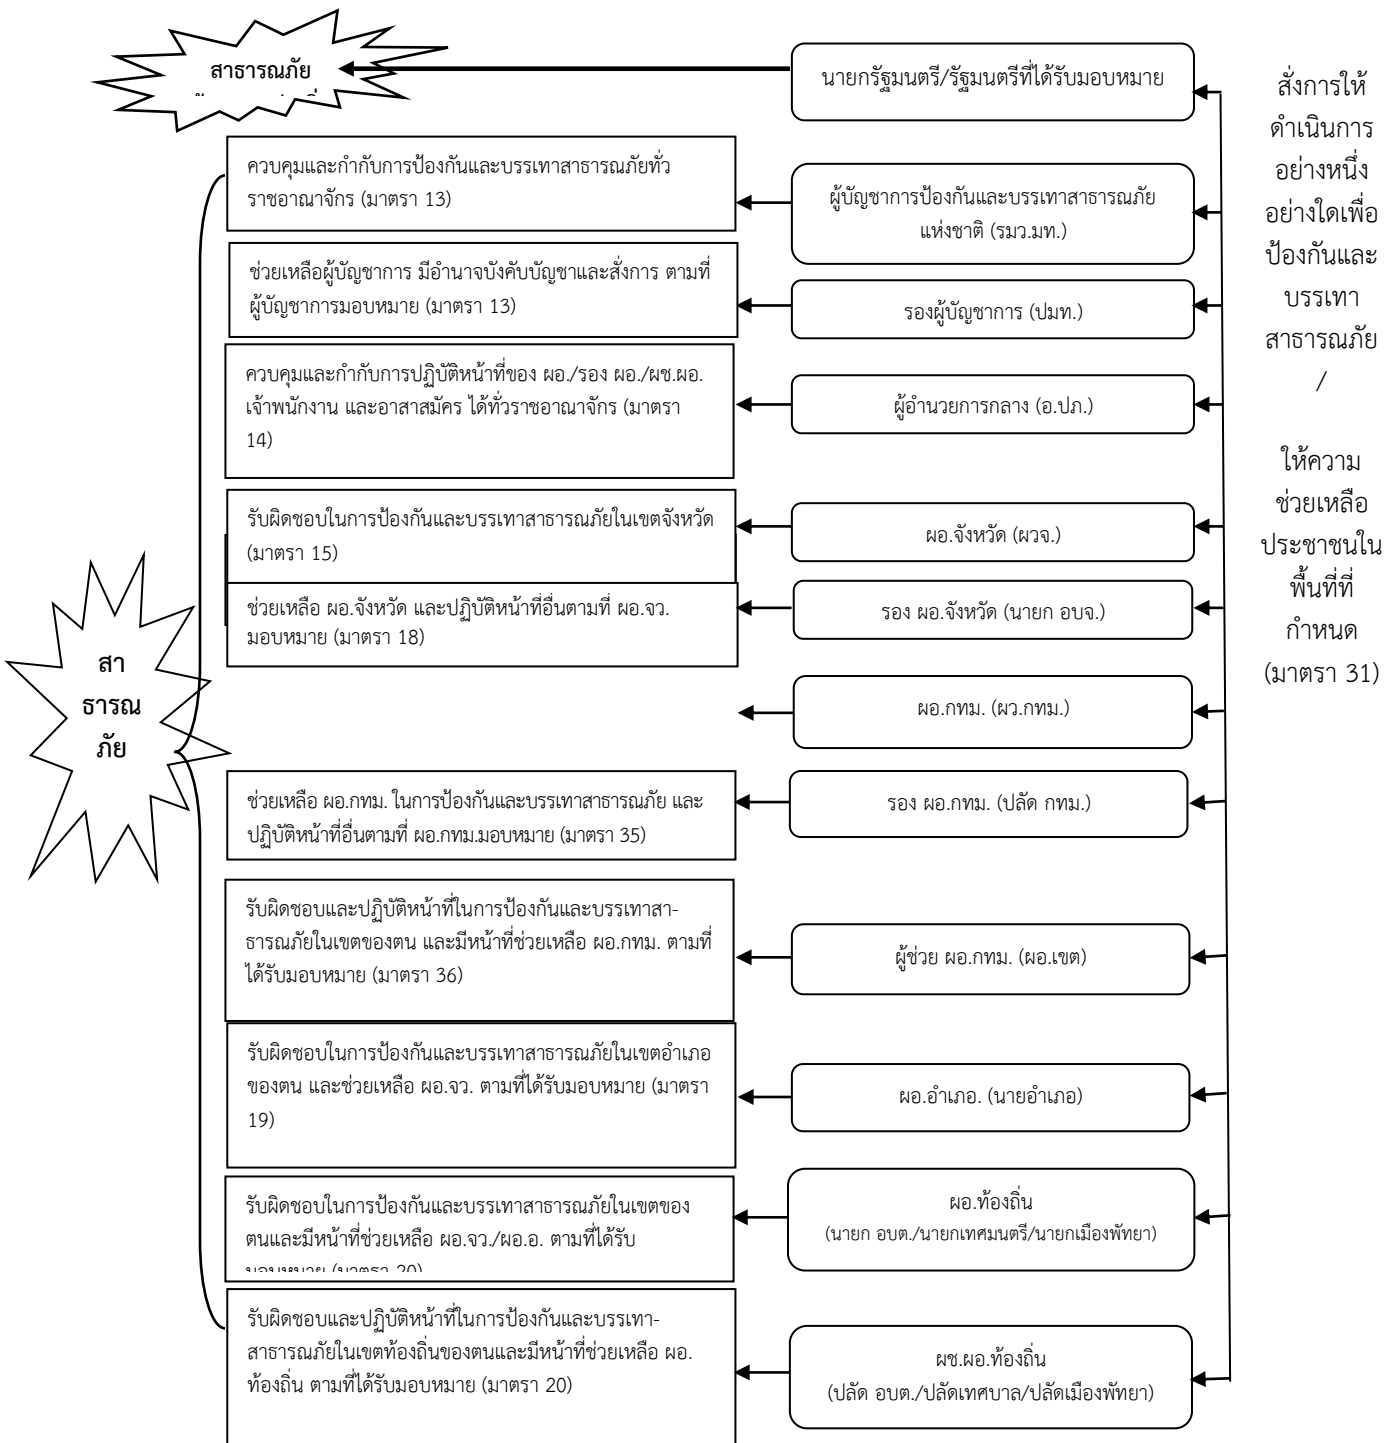 สาธารณภัย
นายกรัฐมนตรี/รัฐมนตรีที่ได้รับมอบหมาย
ควบคุมและกำกับการป้องกันและบรรเทาสาธารณภัยทั่ว
ราชอาณาจักร (มาตรา 13)
ผู้บัญชาการป้องกันและบรรเทาสาธารณภัย
แห่งชาติ (รมว.มท.)
ช่วยเหลือผู้บัญชาการ มีอำนาจบังคับบัญชาและสั่งการ ตามที่
ผู้บัญชาการมอบหมาย (มาตรา 13)
รองผู้บัญชาการ (ปมท.)
ควบคุมและกำกับการปฏิบัติหน้าที่ของ ผอ./รอง ผอ./ผช.ผอ.
เจ้าพนักงาน และอาสาสมัคร ได้ทั่วราชอาณาจักร (มาตรา
14)
ผู้อำนวยการกลาง (อ.ปภ.)
รับผิดชอบในการป้องกันและบรรเทาสาธารณภัยในเขตจังหวัด
(มาตรา 15)
ผอ.จังหวัด (ผวจ.)
ช่วยเหลือ ผอ.จังหวัด และปฏิบัติหน้าที่อื่นตามที่ ผอ.จว.
มอบหมาย (มาตรา 18)
รอง ผอ.จังหวัด (นายก อบจ.)
ผอ.กทม. (ผว.กทม.)
ช่วยเหลือ ผอ.กทม. ในการป้องกันและบรรเทาสาธารณภัย และ
ปฏิบัติหน้าที่อื่นตามที่ ผอ.กทม.มอบหมาย (มาตรา 35)
รอง ผอ.กทม. (ปลัด กทม.)
รับผิดชอบและปฏิบัติหน้าที่ในการป้องกันและบรรเทาสา-
ธารณภัยในเขตของตน และมีหน้าที่ช่วยเหลือ ผอ.กทม. ตามที่
ได้รับมอบหมาย (มาตรา 36)
ผู้ช่วย ผอ.กทม. (ผอ.เขต)
รับผิดชอบในการป้องกันและบรรเทาสาธารณภัยในเขตอำเภอ
ของตน และช่วยเหลือ ผอ.จว. ตามที่ได้รับมอบหมาย (มาตรา
19)
ผอ.อำเภอ. (นายอำเภอ)
รับผิดชอบในการป้องกันและบรรเทาสาธารณภัยในเขตของ
ตนและมีหน้าที่ช่วยเหลือ ผอ.จว./ผอ.อ. ตามที่ได้รับ
มอบหมาย (มาตรา 20)
ผอ.ท้องถิ่น
(นายก อบต./นายกเทศมนตรี/นายกเมืองพัทยา)
รับผิดชอบและปฏิบัติหน้าที่ในการป้องกันและบรรเทา-
สาธารณภัยในเขตท้องถิ่นของตนและมีหน้าที่ช่วยเหลือ ผอ.
ท้องถิ่น ตามที่ได้รับมอบหมาย (มาตรา 20)
ผช.ผอ.ท้องถิ่น
(ปลัด อบต./ปลัดเทศบาล/ปลัดเมืองพัทยา)
สา
ธารณ
ภัย
สั่งการให้
ดำเนินการ
อย่างหนึ่ง
อย่างใดเพื่อ
ป้องกันและ
บรรเทา
สาธารณภัย
/
ให้ความ
ช่วยเหลือ
ประชาชนใน
พื้นที่ที่
กำหนด
(มาตรา 31)